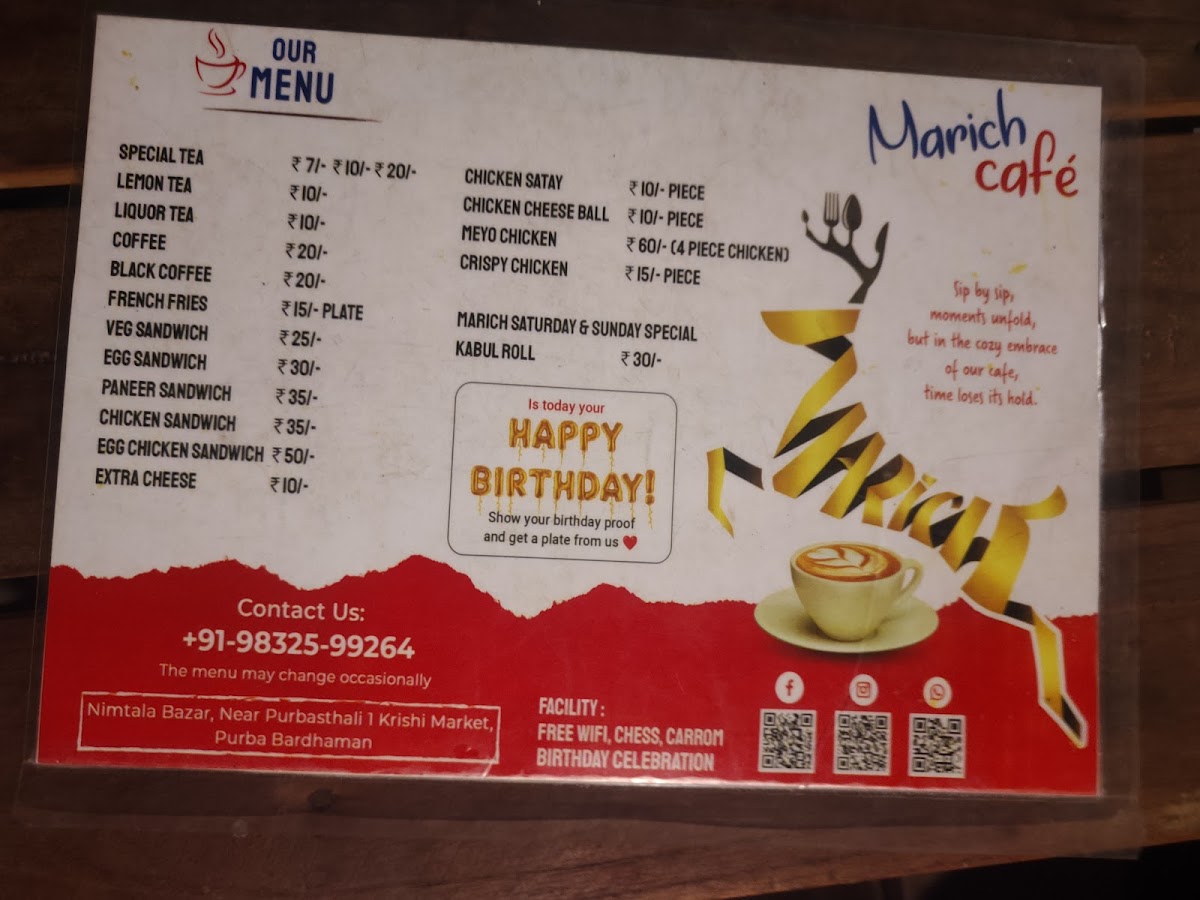 OUR
MENU
SPECIAL TEA ₹ 7/- ₹ 10/- ₹ 20/-
LEMON TEA ₹ 10/-
LIQUOR TEA ₹ 10/-
COFFEE ₹ 20/-
BLACK COFFEE ₹ 20/-
FRENCH FRIES ₹ 15/- PLATE
VEG SANDWICH ₹ 25/-
EGG SANDWICH ₹ 30/-
PANEER SANDWICH ₹ 35/-
CHICKEN SANDWICH ₹ 35/-
EGG CHICKEN SANDWICH ₹ 50/-
EXTRA CHEESE ₹ 10/-
CHICKEN SATAY ₹ 10/- PIECE
CHICKEN CHEESE BALL ₹ 10/- PIECE
MEYO CHICKEN ₹ 60/- (4 PIECE CHICKEN)
CRISPY CHICKEN ₹ 15/- PIECE
MARICH SATURDAY & SUNDAY SPECIAL
KABUL ROLL ₹ 30/-
Is today your
HAPPY
BIRTHDAY!
Show your birthday proof
and get a plate from us
Marich
café
Sip by sip,
moments unfold,
but in the cozy embrace
of our cafe,
time loses its hold.
MARICH
Contact Us:
+91-98325-99264
The menu may change occasionally
Nimtala Bazar, Near Purbasthali 1 Krishi Market,
Purba Bardhaman
FACILITY :
FREE WIFI, CHESS, CARROM
BIRTHDAY CELEBRATION